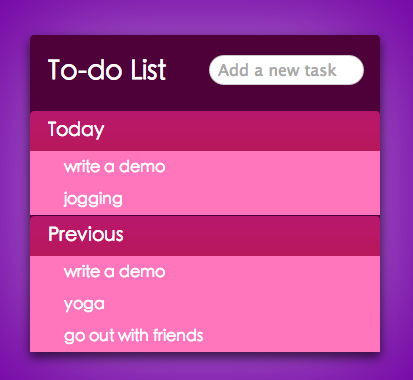 To-do List
Add a new task
Today
write a demo
jogging
Previous
write a demo
yoga
go out with friends